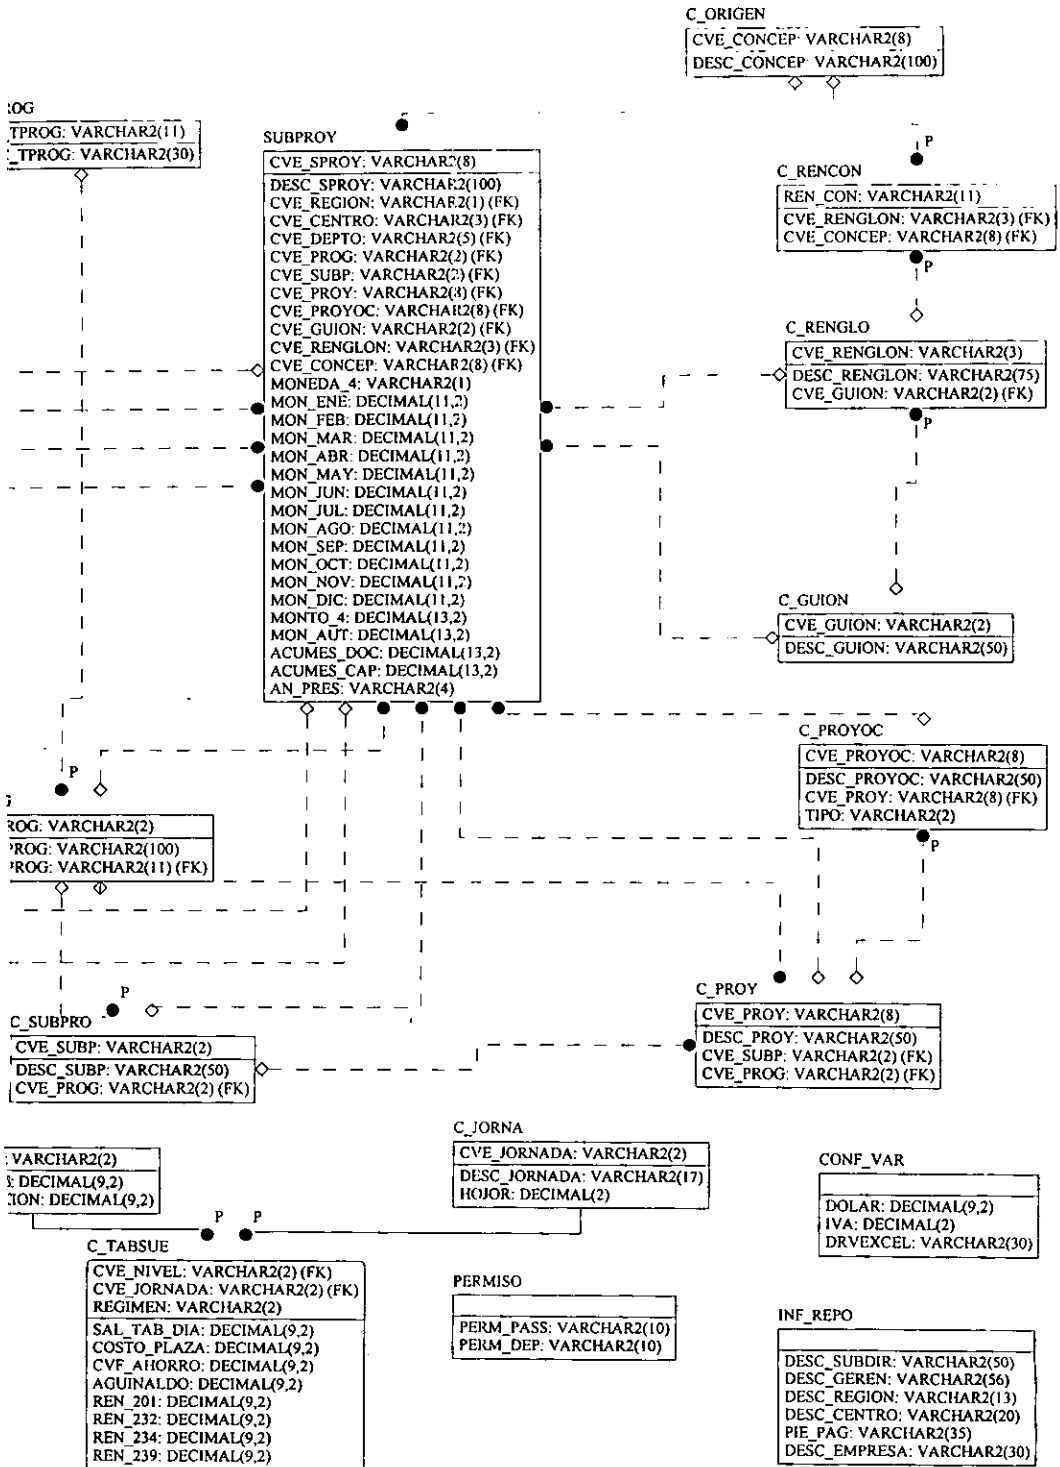 C_ORIGEN
CVE_CONCEP: VARCHAR2(8)
DESC_CONCEP: VARCHAR2(100)
P
C_RENCON
REN_CON: VARCHAR2(11)
CVE_RENGLON: VARCHAR2(3) (FK)
CVE_CONCEP: VARCHAR2(8) (FK)
P
C_RENGLO
CVE_RENGLON: VARCHAR2(3)
DESC_RENGLON: VARCHAR2(75)
CVE_GUION: VARCHAR2(2) (FK)
P
C_GUION
CVE_GUION: VARCHAR2(2)
DESC_GUION: VARCHAR2(50)
ROG
TPROG: VARCHAR2(11)
_TPROG: VARCHAR2(30)
SUBPROY
CVE_SPROY: VARCHAR2(8)
DESC_SPROY: VARCHAR2(100)
CVE_REGION: VARCHAR2(1) (FK)
CVE_CENTRO: VARCHAR2(3) (FK)
CVE_DEPTO: VARCHAR2(5) (FK)
CVE_PROG: VARCHAR2(2) (FK)
CVE_SUBP: VARCHAR2(2) (FK)
CVE_PROY: VARCHAR2(8) (FK)
CVE_PROYOC: VARCHAR2(8) (FK)
CVE_GUION: VARCHAR2(2) (FK)
CVE_RENGLON: VARCHAR2(3) (FK)
CVE_CONCEP: VARCHAR2(8) (FK)
MONEDA_4: VARCHAR2(1)
MON_ENE: DECIMAL(11,2)
MON_FEB: DECIMAL(11,2)
MON_MAR: DECIMAL(11,2)
MON_ABR: DECIMAL(11,2)
MON_MAY: DECIMAL(11,2)
MON_JUN: DECIMAL(11,2)
MON_JUL: DECIMAL(11,2)
MON_AGO: DECIMAL(11,2)
MON_SEP: DECIMAL(11,2)
MON_OCT: DECIMAL(11,2)
MON_NOV: DECIMAL(11,2)
MON_DIC: DECIMAL(11,2)
MONTO_4: DECIMAL(13,2)
MON_AUT: DECIMAL(13,2)
ACUMES_DOC: DECIMAL(13,2)
ACUMES_CAP: DECIMAL(13,2)
AN_PRES: VARCHAR2(4)
C_PROYOC
CVE_PROYOC: VARCHAR2(8)
DESC_PROYOC: VARCHAR2(50)
CVE_PROY: VARCHAR2(8) (FK)
TIPO: VARCHAR2(2)
P
P
ROG: VARCHAR2(2)
PROG: VARCHAR2(100)
PROG: VARCHAR2(11) (FK)
P
C_SUBPRO
CVE_SUBP: VARCHAR2(2)
DESC_SUBP: VARCHAR2(50)
CVE_PROG: VARCHAR2(2) (FK)
C_PROY
CVE_PROY: VARCHAR2(8)
DESC_PROY: VARCHAR2(50)
CVE_SUBP: VARCHAR2(2) (FK)
CVE_PROG: VARCHAR2(2) (FK)
: VARCHAR2(2)
: DECIMAL(9,2)
CION: DECIMAL(9,2)
C_JORNA
CVE_JORNADA: VARCHAR2(2)
DESC_JORNADA: VARCHAR2(17)
HOJOR: DECIMAL(2)
P P
C_TABSUE
CVE_NIVEL: VARCHAR2(2) (FK)
CVE_JORNADA: VARCHAR2(2) (FK)
REGIMEN: VARCHAR2(2)
SAL_TAB_DIA: DECIMAL(9,2)
COSTO_PLAZA: DECIMAL(9,2)
CVF_AHORRO: DECIMAL(9,2)
AGUINALDO: DECIMAL(9,2)
REN_201: DECIMAL(9,2)
REN_232: DECIMAL(9,2)
REN_234: DECIMAL(9,2)
REN_239: DECIMAL(9,2)
PERMISO
PERM_PASS: VARCHAR2(10)
PERM_DEP: VARCHAR2(10)
CONF_VAR
DOLAR: DECIMAL(9,2)
IVA: DECIMAL(2)
DRVEXCEL: VARCHAR2(30)
INF_REPO
DESC_SUBDIR: VARCHAR2(50)
DESC_GEREN: VARCHAR2(56)
DESC_REGION: VARCHAR2(13)
DESC_CENTRO: VARCHAR2(20)
PIE_PAG: VARCHAR2(35)
DESC_EMPRESA: VARCHAR2(30)